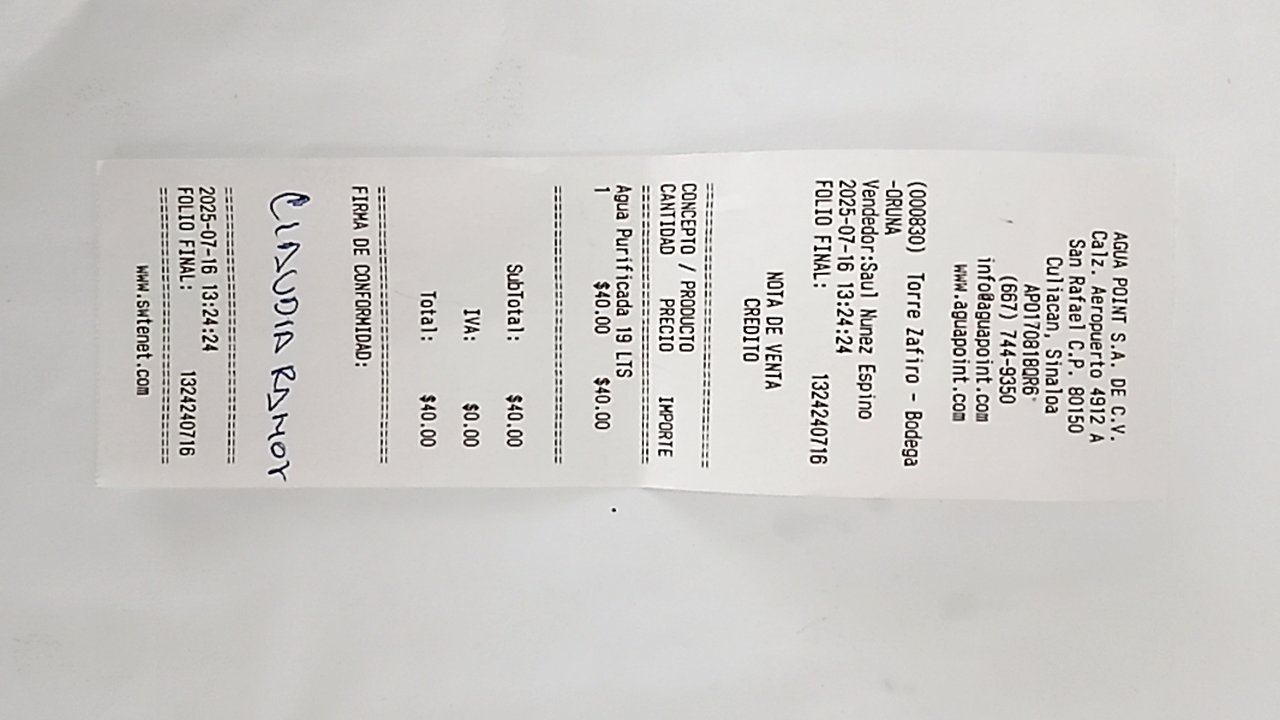 AGUA POINT S.A. DE C.V.
Calz. Aeropuerto 4912 A
San Rafael C.P. 80150
Culiacan, Sinaloa
APO170818QR6
(667) 744-9350
info@aguapoint.com
www.aguapoint.com
(000830) Torre Zafiro - Bodega
-ORUNA
Vendedor:Saul Nunez Espino
2025-07-16 13:24:24
FOLIO FINAL: 1324240716
NOTA DE VENTA
CREDITO
==============================
CONCEPTO / PRODUCTO
CANTIDAD PRECIO IMPORTE
==============================
Agua Purificada 19 LTS
1 $40.00 $40.00
==============================
SubTotal: $40.00
IVA: $0.00
Total: $40.00
==============================
FIRMA DE CONFORMIDAD:
CLAUDIA RAMOY
==============================
2025-07-16 13:24:24
FOLIO FINAL: 1324240716
==============================
www.swtenet.com